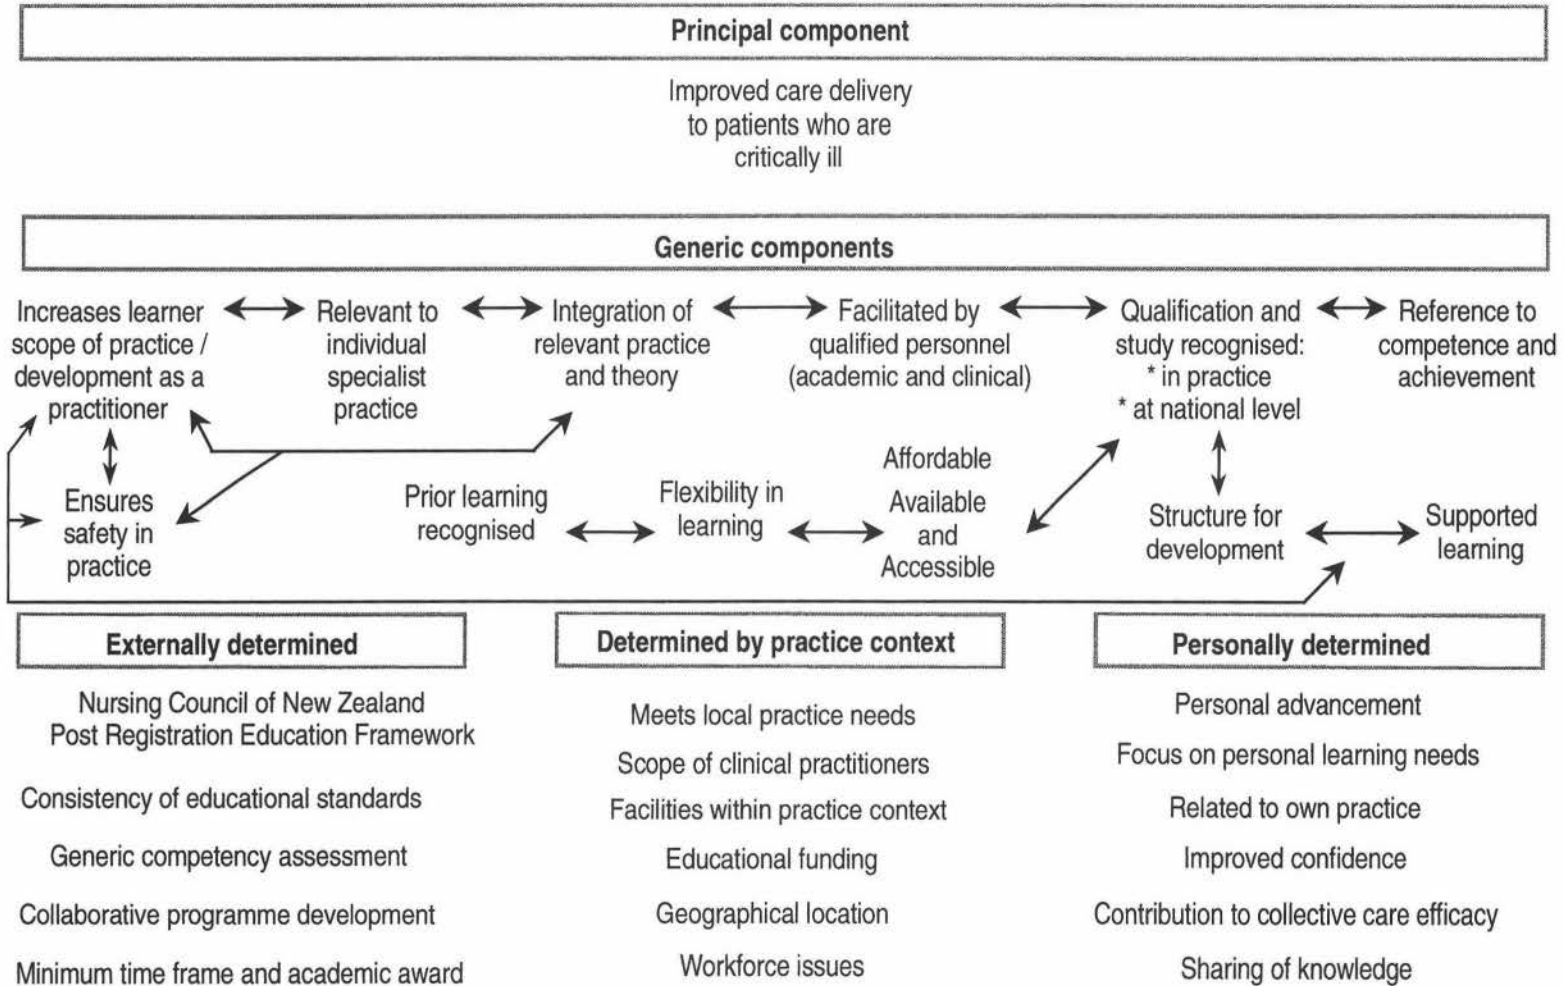 Principal component
Improved care delivery
to patients who are
critically ill
Generic components
Increases learner
scope of practice /
development as a
practitioner
Relevant to
individual
specialist
practice
Integration of
relevant practice
and theory
Facilitated by
qualified personnel
(academic and clinical)
Qualification and
study recognised:
* in practice
* at national level
Reference to
competence and
achievement
Ensures
safety in
practice
Prior learning
recognised
Flexibility in
learning
Affordable
Available
and
Accessible
Structure for
development
Supported
learning
Externally determined
Nursing Council of New Zealand
Post Registration Education Framework
Consistency of educational standards
Generic competency assessment
Collaborative programme development
Minimum time frame and academic award
Determined by practice context
Meets local practice needs
Scope of clinical practitioners
Facilities within practice context
Educational funding
Geographical location
Workforce issues
Personally determined
Personal advancement
Focus on personal learning needs
Related to own practice
Improved confidence
Contribution to collective care efficacy
Sharing of knowledge